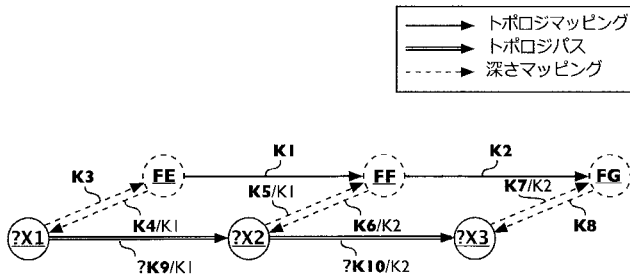 トポロジマッピング
トポロジパス
深さマッピング
K1
K2
K3
FE
K5/K1
FF
K7/K2
FG
K4/K1
K6/K2
K8
?X1
?X2
?X3
?K9/K1
?K10/K2